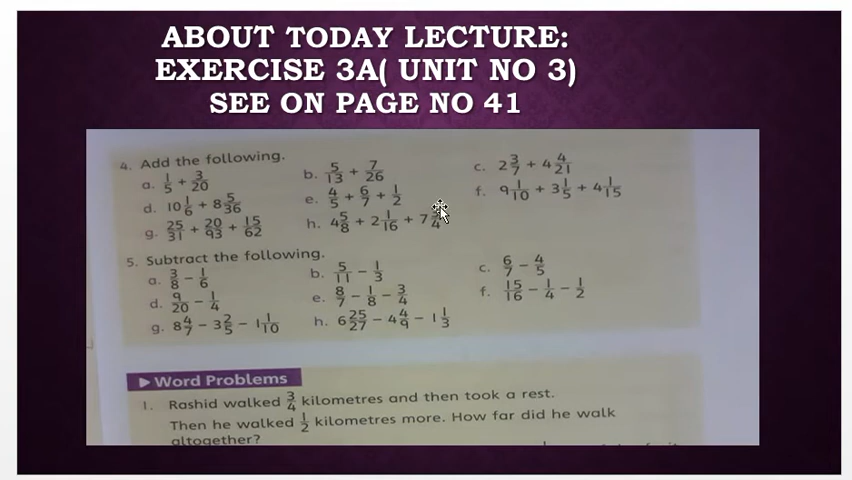 ABOUT TODAY LECTURE:
EXERCISE 3A( UNIT NO 3)
SEE ON PAGE NO 41
4. Add the following.
a. 1/5 + 3/20
b. 5/13 + 7/26
c. 2 3/7 + 4 4/21
d. 10 1/6 + 8 5/36
e. 4/5 + 6/7 + 1/2
f. 9 1/10 + 3 1/5 + 4 1/15
g. 25/31 + 20/93 + 15/62
h. 4 5/8 + 2 1/16 + 7
5. Subtract the following.
a. 3/8 − 1/6
b. 5/11 − 1/3
c. 6/7 − 4/5
d. 9/20 − 1/4
e. 8/7 − 1/8 − 3/4
f. 15/16 − 1/4 − 1/2
g. 8 4/7 − 3 2/5 − 1 1/10
h. 6 25/27 − 4 4/9 − 1 1/3
Word Problems
1. Rashid walked 3/4 kilometres and then took a rest.
Then he walked 1/2 kilometres more. How far did he walk
altogether?